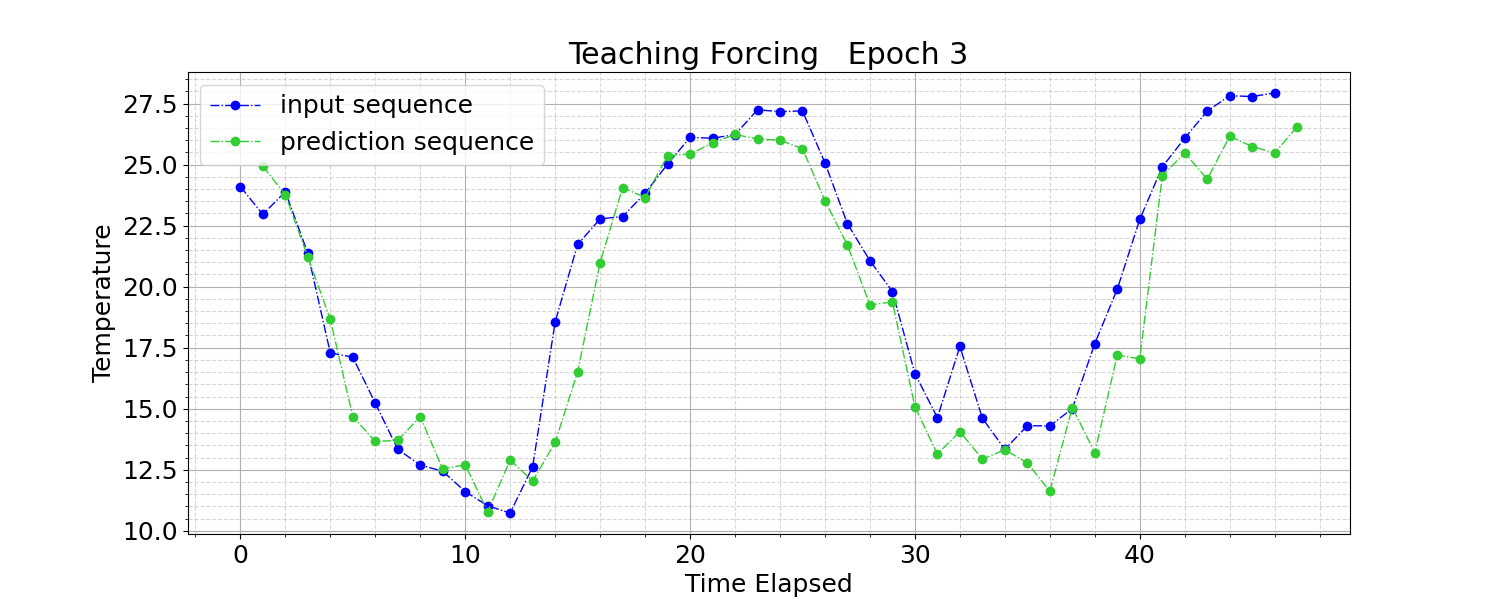 Teaching Forcing   Epoch 3
input sequence
prediction sequence
Temperature
27.5
25.0
22.5
20.0
17.5
15.0
12.5
10.0
0 10 20 30 40
Time Elapsed